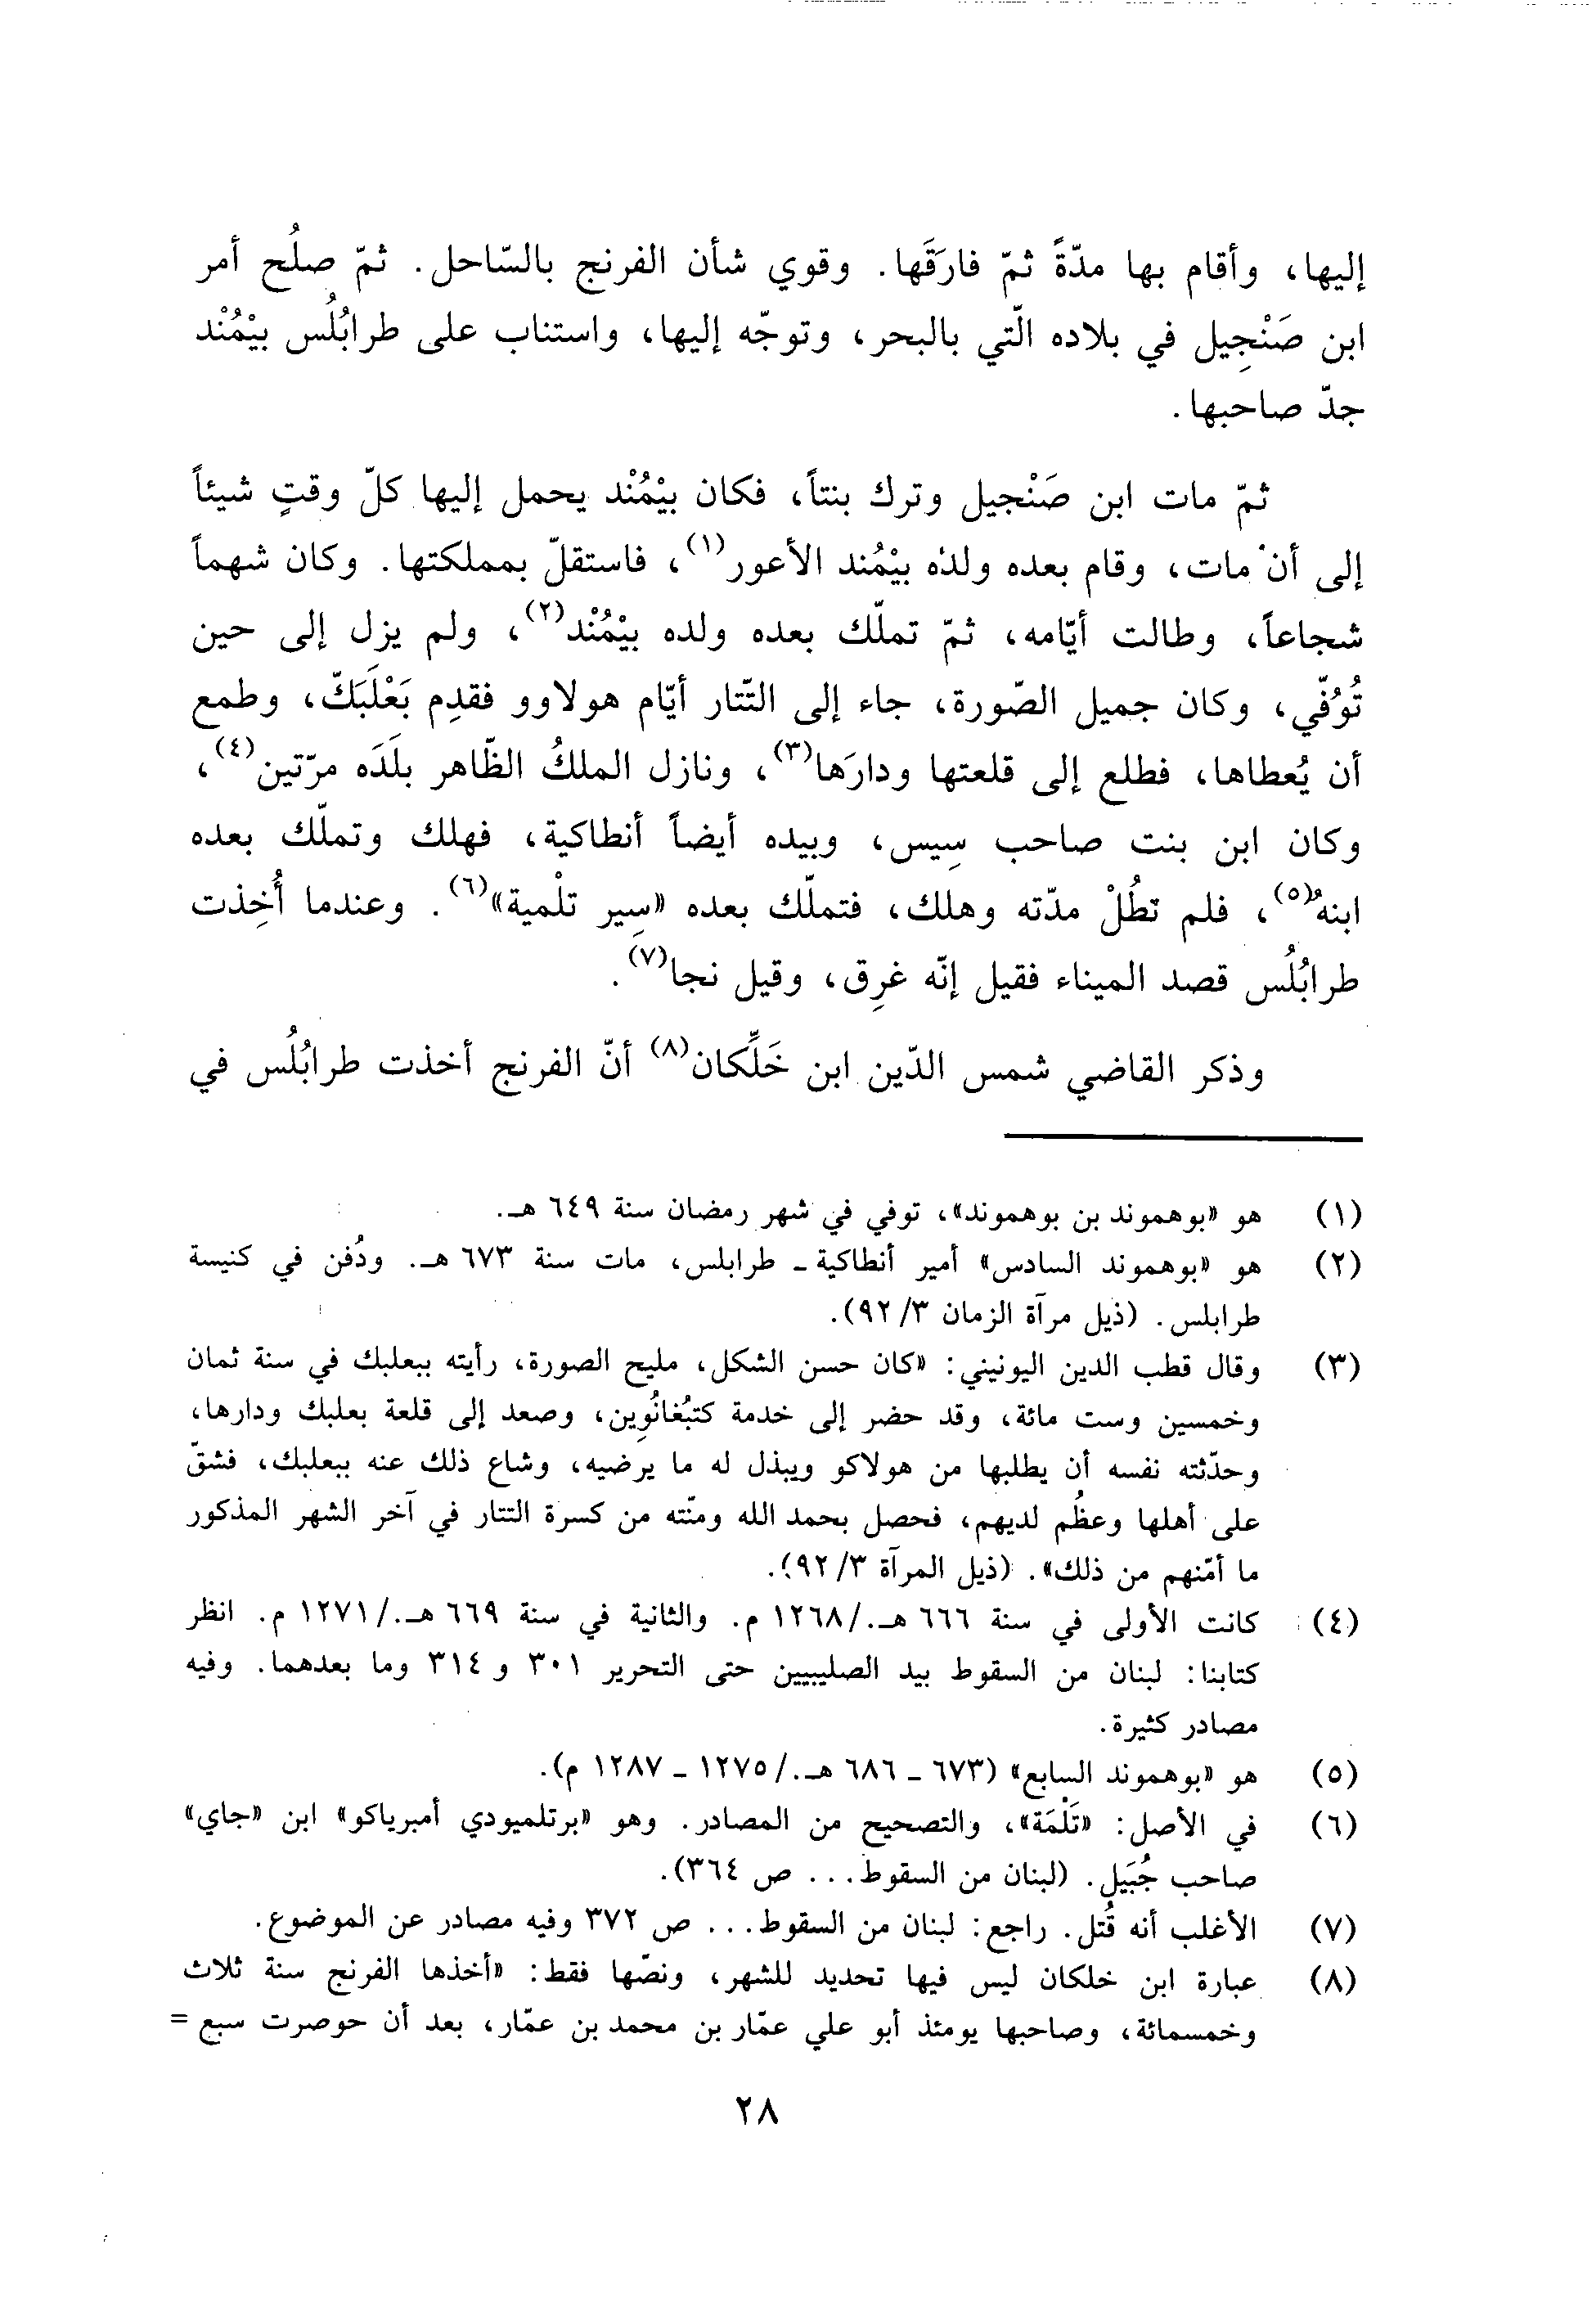 إليها، وأقام بها مدّةً ثمّ فارَقَها. وقوي شأن الفرنج بالسّاحل. ثمّ صلُح أمر
ابن صَنْجِيل في بلاده الّتي بالبحر، وتوجّه إليها، واستناب على طرابُلُس بيْمُنْد
جدّ صاحبها.
ثمّ مات ابن صَنْجيل وترك بنتاً، فكان بيْمُنْد يحمل إليها كلّ وقتٍ شيئاً
إلى أن مات، وقام بعده ولدُه بيْمُند الأعور(١)، فاستقلّ بمملكتها. وكان شهماً
شجاعاً، وطالت أيّامه، ثمّ تملّك بعده ولده بيْمُنْد(٢)، ولم يزل إلى حين
تُوُفّي، وكان جميل الصّورة، جاء إلى التّتار أيّام هولاوو فقدِم بَعْلَبَكّ، وطمع
أن يُعطاها، فطلع إلى قلعتها ودارَها(٣)، ونازل الملكُ الظّاهر بلَدَه مرّتين(٤)،
وكان ابن بنت صاحب سِيس، وبيده أيضاً أنطاكية، فهلك وتملّك بعده
ابنهُ(٥)، فلم تطُلْ مدّته وهلك، فتملّك بعده «سِير تلْمية»(٦). وعندما أُخِذت
طرابُلُس قصد الميناء فقيل إنّه غرِق، وقيل نجا(٧).
وذكر القاضي شمس الدّين ابن خَلِّكان(٨) أنّ الفرنج أخذت طرابُلُس في
(١) هو «بوهموند بن بوهموند»، توفي في شهر رمضان سنة ٦٤٩ هـ.
(٢) هو «بوهموند السادس» أمير أنطاكية ـ طرابلس، مات سنة ٦٧٣ هـ. ودُفن في كنيسة
طرابلس. (ذيل مرآة الزمان ٩٢/٣).
(٣) وقال قطب الدين اليونيني: «كان حسن الشكل، مليح الصورة، رأيته ببعلبك في سنة ثمان
وخمسين وست مائة، وقد حضر إلى خدمة كتبُغانُوِين، وصعد إلى قلعة بعلبك ودارها،
وحدّثته نفسه أن يطلبها من هولاكو ويبذل له ما يرضيه، وشاع ذلك عنه ببعلبك، فشقّ
على أهلها وعظُم لديهم، فحصل بحمد الله ومنّته من كسرة التتار في آخر الشهر المذكور
ما أمّنهم من ذلك». (ذيل المرآة ٩٢/٣).
(٤) كانت الأولى في سنة ٦٦٦ هـ./١٢٦٨ م. والثانية في سنة ٦٦٩ هـ./١٢٧١ م. انظر
كتابنا: لبنان من السقوط بيد الصليبيين حتى التحرير ٣٠١ و ٣١٤ وما بعدهما. وفيه
مصادر كثيرة.
(٥) هو «بوهموند السابع» (٦٧٣ ـ ٦٨٦ هـ./١٢٧٥ ـ ١٢٨٧ م).
(٦) في الأصل: «تَلْمَة»، والتصحيح من المصادر. وهو «برتلميودي أمبرياكو» ابن «جاي»
صاحب جُبَيل. (لبنان من السقوط... ص ٣٦٤).
(٧) الأغلب أنه قُتل. راجع: لبنان من السقوط... ص ٣٧٢ وفيه مصادر عن الموضوع.
(٨) عبارة ابن خلكان ليس فيها تحديد للشهر، ونصّها فقط: «أخذها الفرنج سنة ثلاث
وخمسمائة، وصاحبها يومئذ أبو علي عمّار بن محمد بن عمّار، بعد أن حوصرت سبع =
٢٨